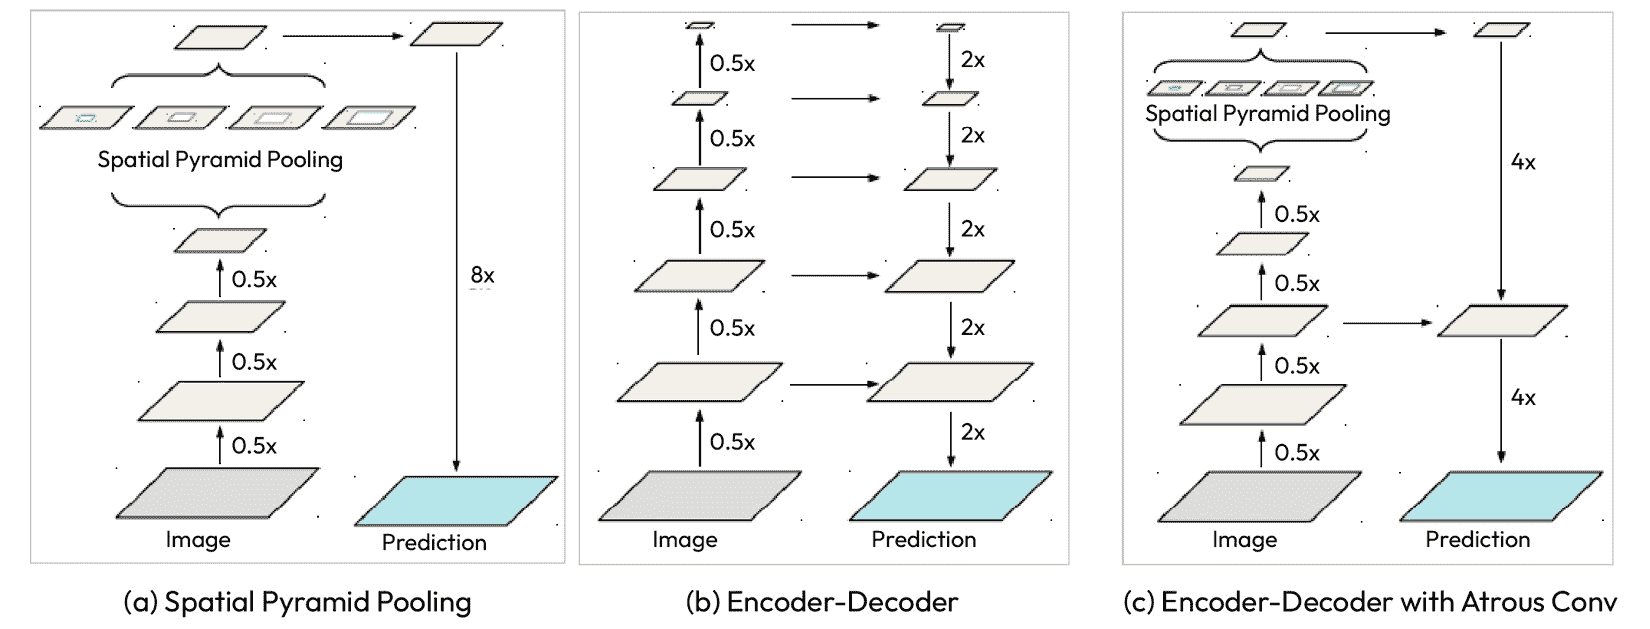 Spatial Pyramid Pooling
0.5x
0.5x
0.5x
8x
Image
Prediction
(a) Spatial Pyramid Pooling
0.5x
2x
0.5x
2x
0.5x
2x
0.5x
2x
0.5x
2x
Image
Prediction
(b) Encoder-Decoder
Spatial Pyramid Pooling
4x
0.5x
0.5x
0.5x
4x
0.5x
Image
Prediction
(c) Encoder-Decoder with Atrous Conv